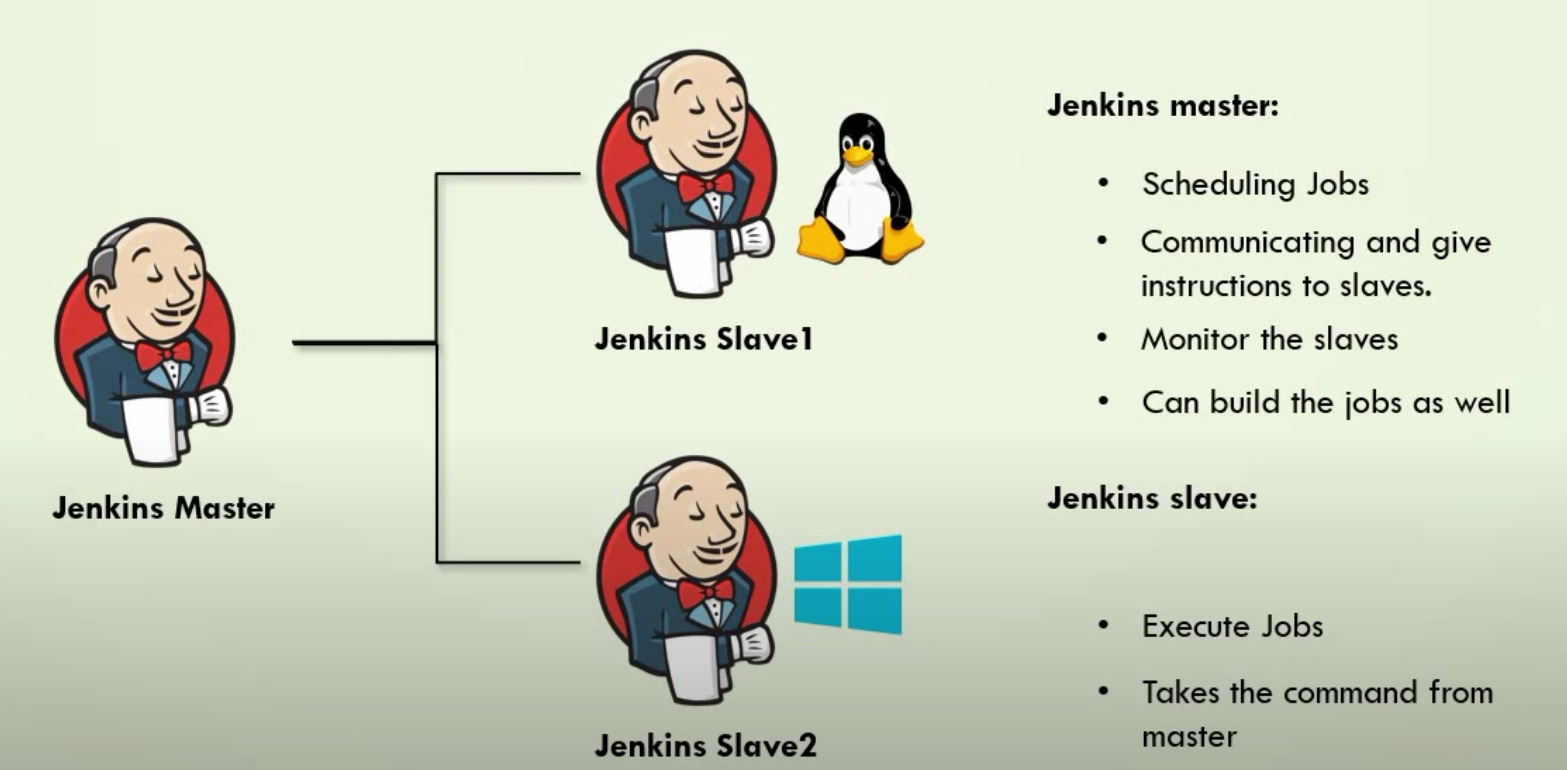 Jenkins Master
Jenkins Slave1
Jenkins Slave2
Jenkins master:
• Scheduling Jobs
• Communicating and give
instructions to slaves.
• Monitor the slaves
• Can build the jobs as well
Jenkins slave:
• Execute Jobs
• Takes the command from
master